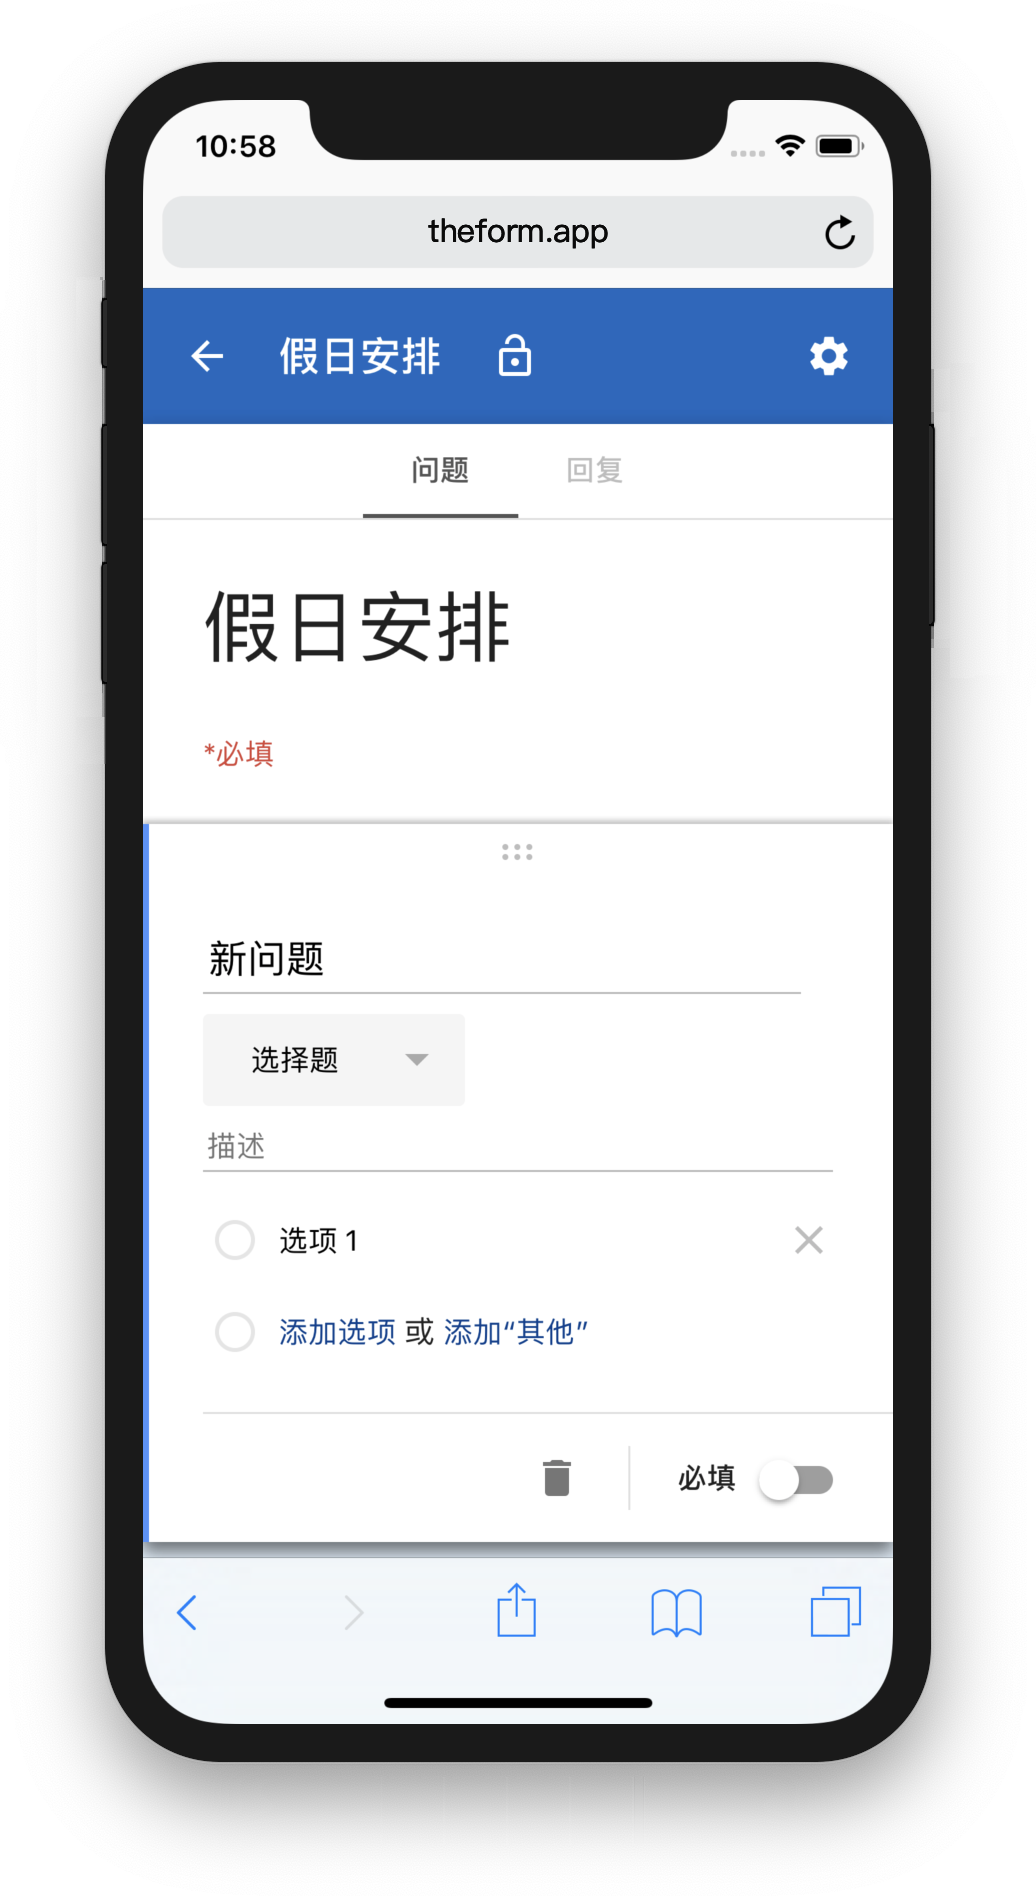 10:58
theform.app
假日安排
问题 回复
假日安排
*必填
新问题
选择题
描述
选项 1
添加选项 或 添加“其他”
必填